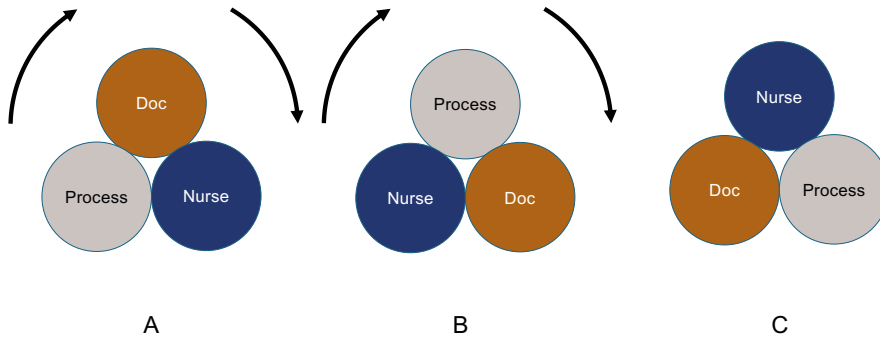 Doc
Process
Nurse
Process
Nurse
Doc
Nurse
Doc
Process
A
B
C